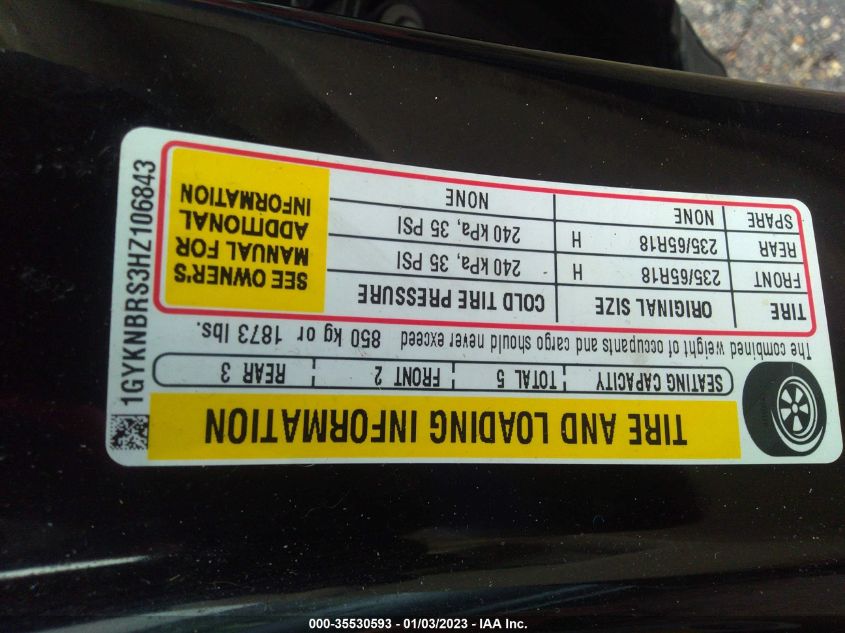 TIRE AND LOADING INFORMATION
SEATING CAPACITY TOTAL 5 FRONT 2 REAR 3
The combined weight of occupants and cargo should never exceed 850 kg or 1873 lbs.
TIRE ORIGINAL SIZE COLD TIRE PRESSURE
FRONT 235/65R18 H 240 kPa, 35 PSI
REAR 235/65R18 H 240 kPa, 35 PSI
SPARE NONE NONE
SEE OWNER'S
MANUAL FOR
ADDITIONAL
INFORMATION
1GYKNBRS3HZ106843
000-35530593 - 01/03/2023 - IAA Inc.